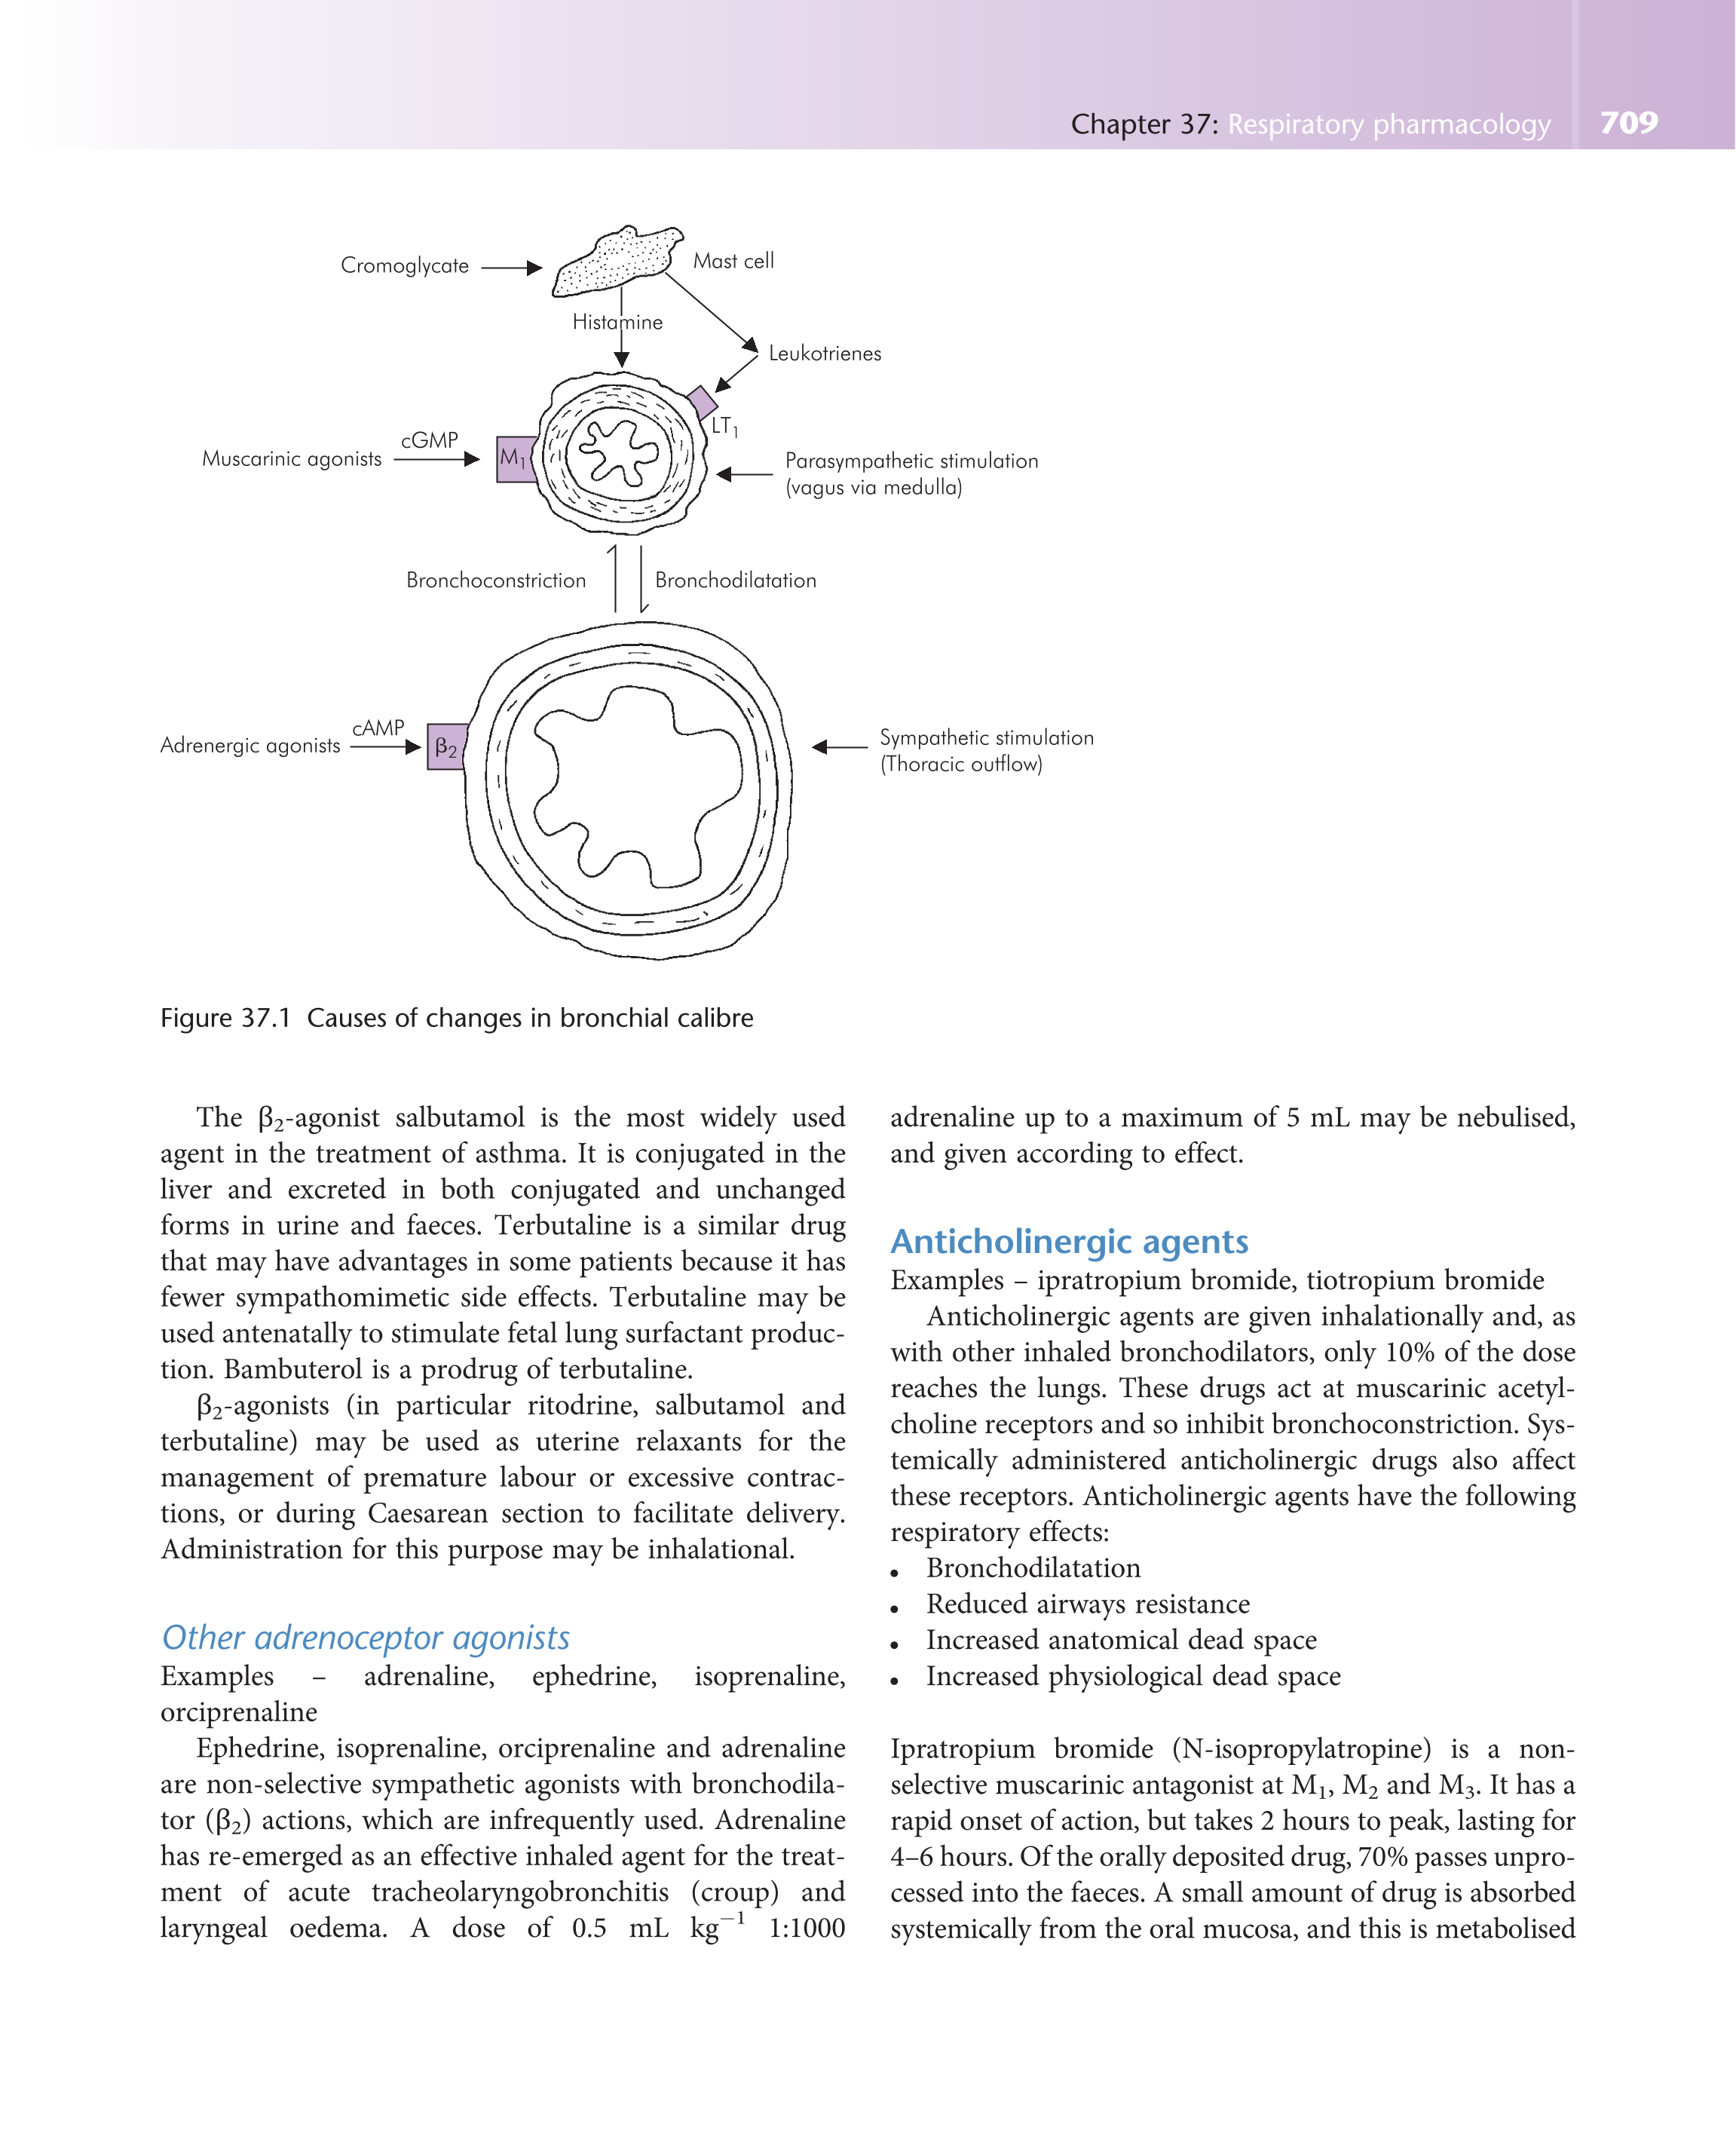 Chapter 37: Respiratory pharmacology 709
Cromoglycate
Mast cell
Histamine
Leukotrienes
LT1
Muscarinic agonists
cGMP
M1
Parasympathetic stimulation
(vagus via medulla)
Bronchoconstriction
Bronchodilatation
Adrenergic agonists
cAMP
β2
Sympathetic stimulation
(Thoracic outflow)
Figure 37.1 Causes of changes in bronchial calibre
The β2-agonist salbutamol is the most widely used
agent in the treatment of asthma. It is conjugated in the
liver and excreted in both conjugated and unchanged
forms in urine and faeces. Terbutaline is a similar drug
that may have advantages in some patients because it has
fewer sympathomimetic side effects. Terbutaline may be
used antenatally to stimulate fetal lung surfactant produc-
tion. Bambuterol is a prodrug of terbutaline.
β2-agonists (in particular ritodrine, salbutamol and
terbutaline) may be used as uterine relaxants for the
management of premature labour or excessive contrac-
tions, or during Caesarean section to facilitate delivery.
Administration for this purpose may be inhalational.
Other adrenoceptor agonists
Examples – adrenaline, ephedrine, isoprenaline,
orciprenaline
Ephedrine, isoprenaline, orciprenaline and adrenaline
are non-selective sympathetic agonists with bronchodila-
tor (β2) actions, which are infrequently used. Adrenaline
has re-emerged as an effective inhaled agent for the treat-
ment of acute tracheolaryngobronchitis (croup) and
laryngeal oedema. A dose of 0.5 mL kg−1 1:1000
adrenaline up to a maximum of 5 mL may be nebulised,
and given according to effect.
Anticholinergic agents
Examples – ipratropium bromide, tiotropium bromide
Anticholinergic agents are given inhalationally and, as
with other inhaled bronchodilators, only 10% of the dose
reaches the lungs. These drugs act at muscarinic acetyl-
choline receptors and so inhibit bronchoconstriction. Sys-
temically administered anticholinergic drugs also affect
these receptors. Anticholinergic agents have the following
respiratory effects:
• Bronchodilatation
• Reduced airways resistance
• Increased anatomical dead space
• Increased physiological dead space
Ipratropium bromide (N-isopropylatropine) is a non-
selective muscarinic antagonist at M1, M2 and M3. It has a
rapid onset of action, but takes 2 hours to peak, lasting for
4–6 hours. Of the orally deposited drug, 70% passes unpro-
cessed into the faeces. A small amount of drug is absorbed
systemically from the oral mucosa, and this is metabolised